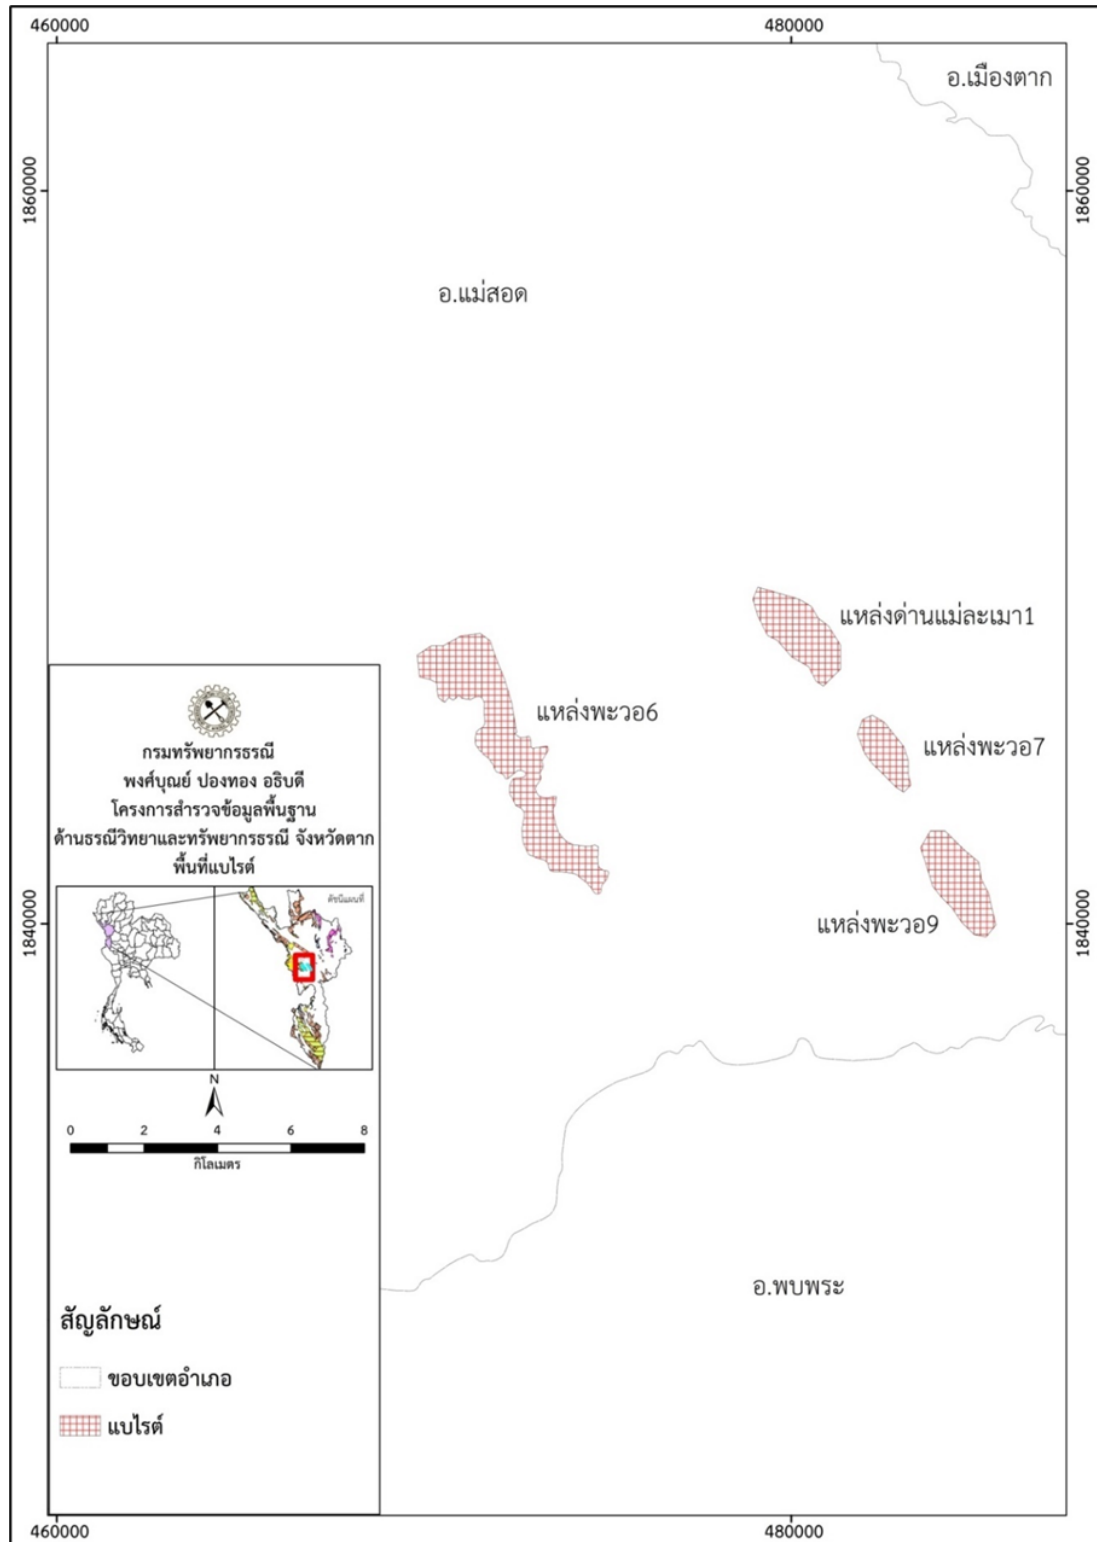 460000
480000
อ.เมืองตาก
1860000
1860000
อ.แม่สอด
แหล่งด่านแม่ละเมา1
แหล่งพะวอ6
แหล่งพะวอ7
แหล่งพะวอ9
1840000
1840000
กรมทรัพยากรธรณี
พงศ์บุณย์ ปองทอง อธิบดี
โครงการสำรวจข้อมูลพื้นฐาน
ด้านธรณีวิทยาและทรัพยากรธรณี จังหวัดตาก
พื้นที่แบไรต์
ดัชนีแผนที่
N
0 2 4 6 8
กิโลเมตร
อ.พบพระ
สัญลักษณ์
ขอบเขตอำเภอ
แบไรต์
460000
480000